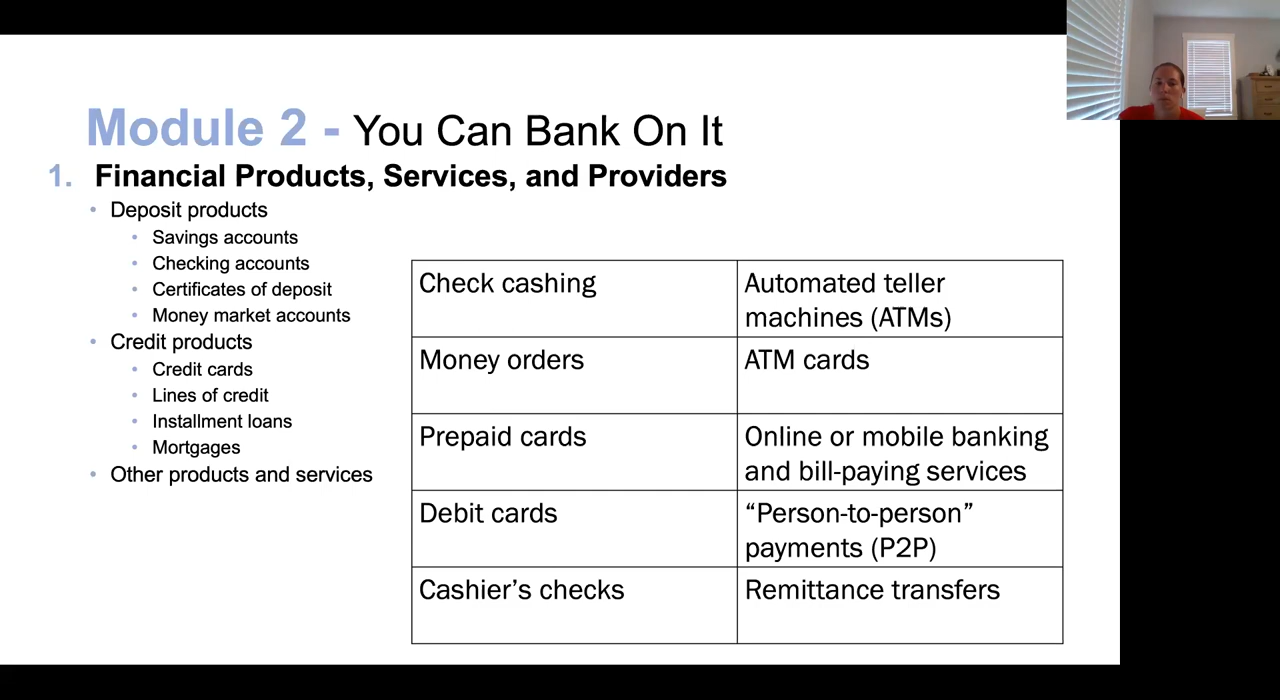 Module 2 - You Can Bank On It
1. Financial Products, Services, and Providers
• Deposit products
• Savings accounts
• Checking accounts
• Certificates of deposit
• Money market accounts
• Credit products
• Credit cards
• Lines of credit
• Installment loans
• Mortgages
• Other products and services
Check cashing
Automated teller
machines (ATMs)
Money orders
ATM cards
Prepaid cards
Online or mobile banking
and bill-paying services
Debit cards
“Person-to-person”
payments (P2P)
Cashier’s checks
Remittance transfers